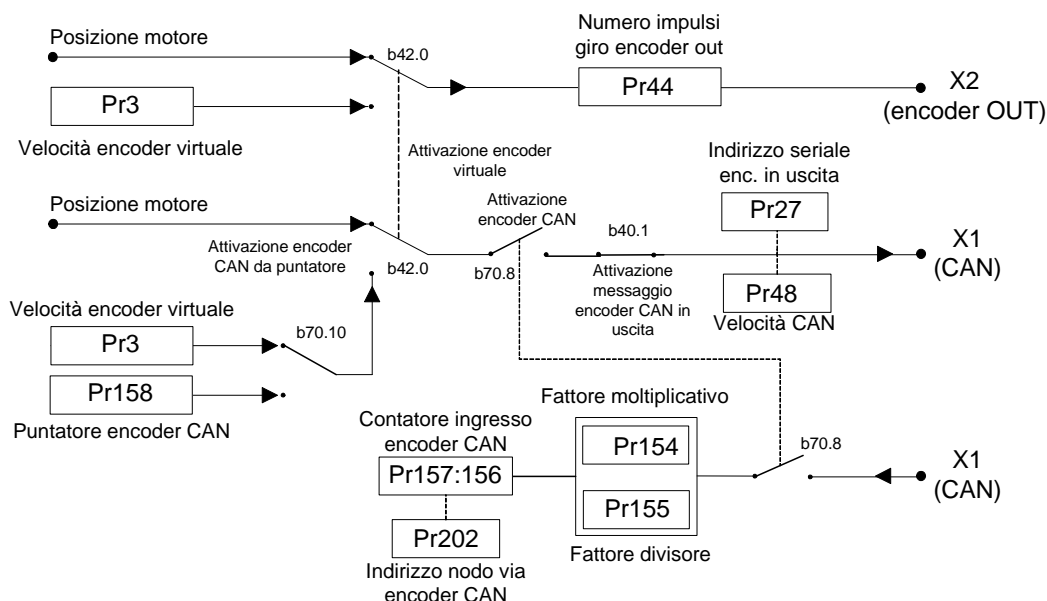 Posizione motore
b42.0
Numero impulsi
giro encoder out
Pr44
X2
(encoder OUT)
Pr3
Velocità encoder virtuale
Attivazione encoder
virtuale
Posizione motore
Attivazione encoder
CAN da puntatore
b42.0
Attivazione
encoder CAN
b70.8
b40.1
Attivazione
messaggio
encoder CAN in
uscita
Indirizzo seriale
enc. in uscita
Pr27
Pr48
Velocità CAN
X1
(CAN)
Velocità encoder virtuale
Pr3
b70.10
Pr158
Puntatore encoder CAN
Contatore ingresso
encoder CAN
Pr157:156
Pr202
Indirizzo nodo via
encoder CAN
Fattore moltiplicativo
Pr154
Pr155
Fattore divisore
b70.8
X1
(CAN)